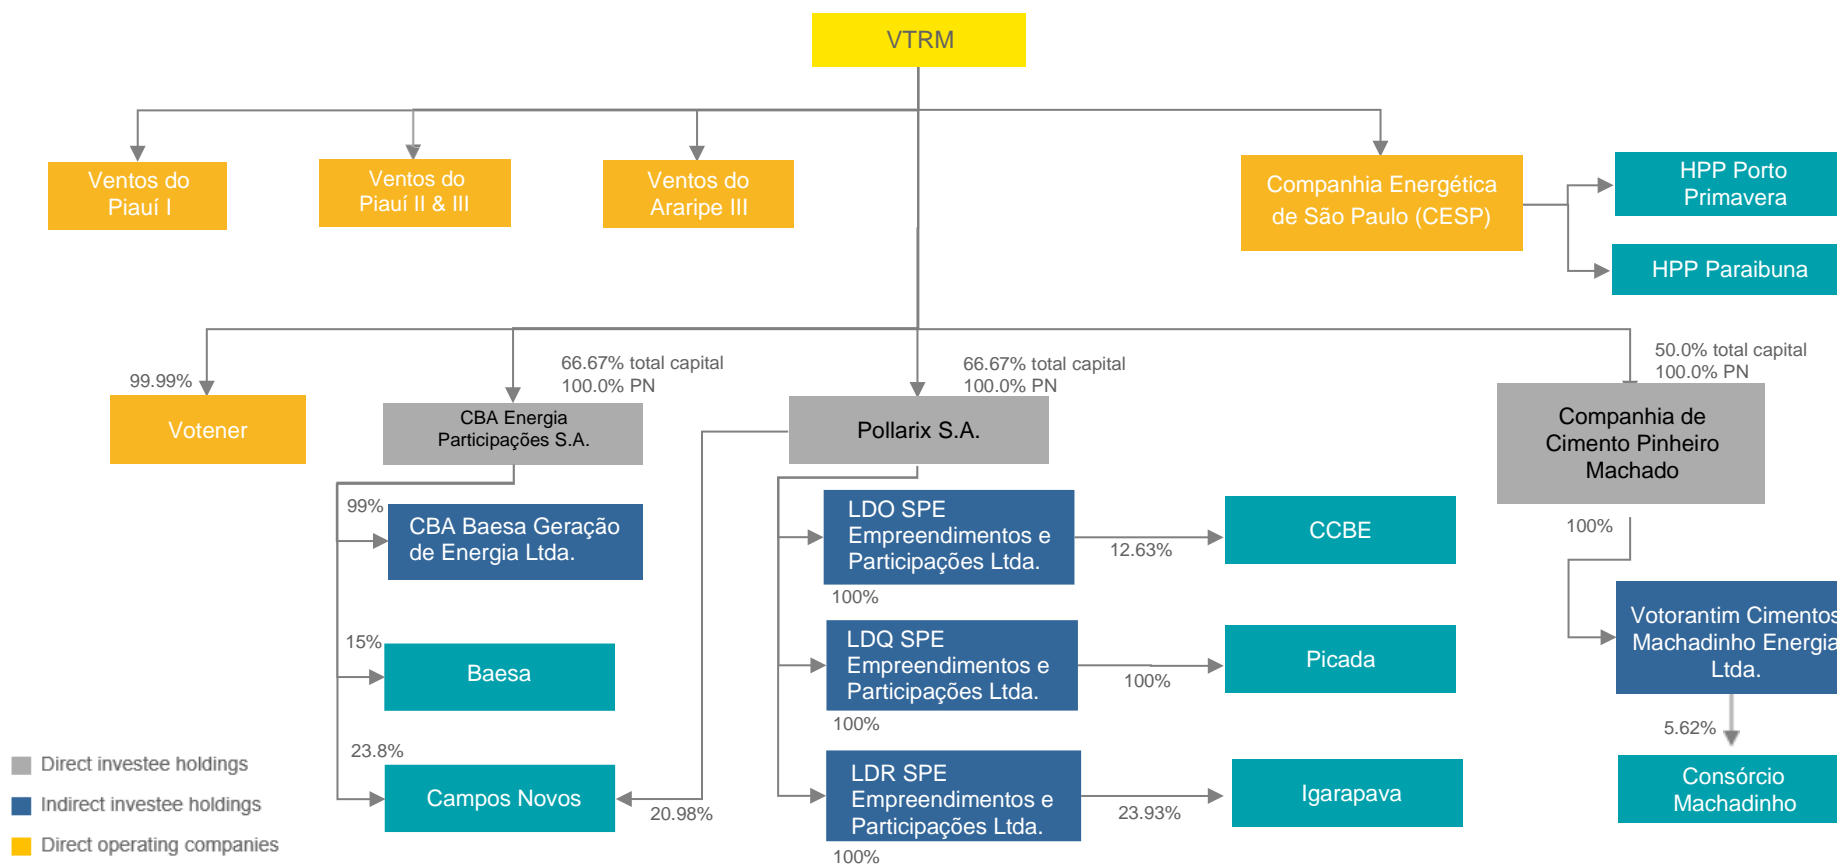 VTRM
Ventos do
Piauí I
Ventos do
Piauí II & III
Ventos do
Araripe III
Companhia Energética
de São Paulo (CESP)
HPP Porto
Primavera
HPP Paraibuna
99.99%
66.67% total capital
100.0% PN
66.67% total capital
100.0% PN
50.0% total capital
100.0% PN
Votener
CBA Energia
Participações S.A.
Pollarix S.A.
Companhia de
Cimento Pinheiro
Machado
99%
CBA Baesa Geração
de Energia Ltda.
LDO SPE
Empreendimentos e
Participações Ltda.
100%
12.63%
CCBE
100%
15%
Baesa
LDQ SPE
Empreendimentos e
Participações Ltda.
100%
100%
Picada
Votorantim Cimentos
Machadinho Energia
Ltda.
5.62%
23.8%
Campos Novos
20.98%
LDR SPE
Empreendimentos e
Participações Ltda.
100%
23.93%
Igarapava
Consórcio
Machadinho
Direct investee holdings
Indirect investee holdings
Direct operating companies